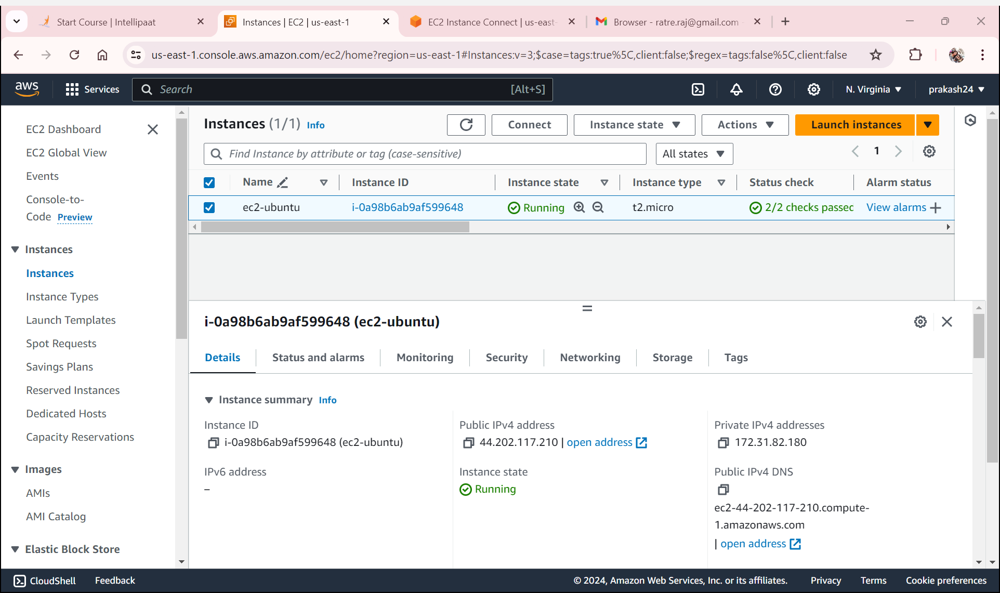 Start Course | Intellipaat
Instances | EC2 | us-east-1
EC2 Instance Connect | us-east-
Browser - ratre.raj@gmail.com -
us-east-1.console.aws.amazon.com/ec2/home?region=us-east-1#Instances:v=3;$case=tags:true%5C,client:false;$regex=tags:false%5C,client:false
aws
Services
Search
[Alt+S]
N. Virginia
prakash24
EC2 Dashboard
EC2 Global View
Events
Console-to-
Code Preview
Instances
Instances
Instance Types
Launch Templates
Spot Requests
Savings Plans
Reserved Instances
Dedicated Hosts
Capacity Reservations
Images
AMIs
AMI Catalog
Elastic Block Store
Instances (1/1) Info
Connect
Instance state
Actions
Launch instances
Find Instance by attribute or tag (case-sensitive)
All states
1
Name
Instance ID
Instance state
Instance type
Status check
Alarm status
ec2-ubuntu
i-0a98b6ab9af599648
Running
t2.micro
2/2 checks passed
View alarms
i-0a98b6ab9af599648 (ec2-ubuntu)
Details
Status and alarms
Monitoring
Security
Networking
Storage
Tags
Instance summary Info
Instance ID
i-0a98b6ab9af599648 (ec2-ubuntu)
Public IPv4 address
44.202.117.210 | open address
Private IPv4 addresses
172.31.82.180
IPv6 address
–
Instance state
Running
Public IPv4 DNS
ec2-44-202-117-210.compute-
1.amazonaws.com
| open address
CloudShell
Feedback
© 2024, Amazon Web Services, Inc. or its affiliates.
Privacy
Terms
Cookie preferences